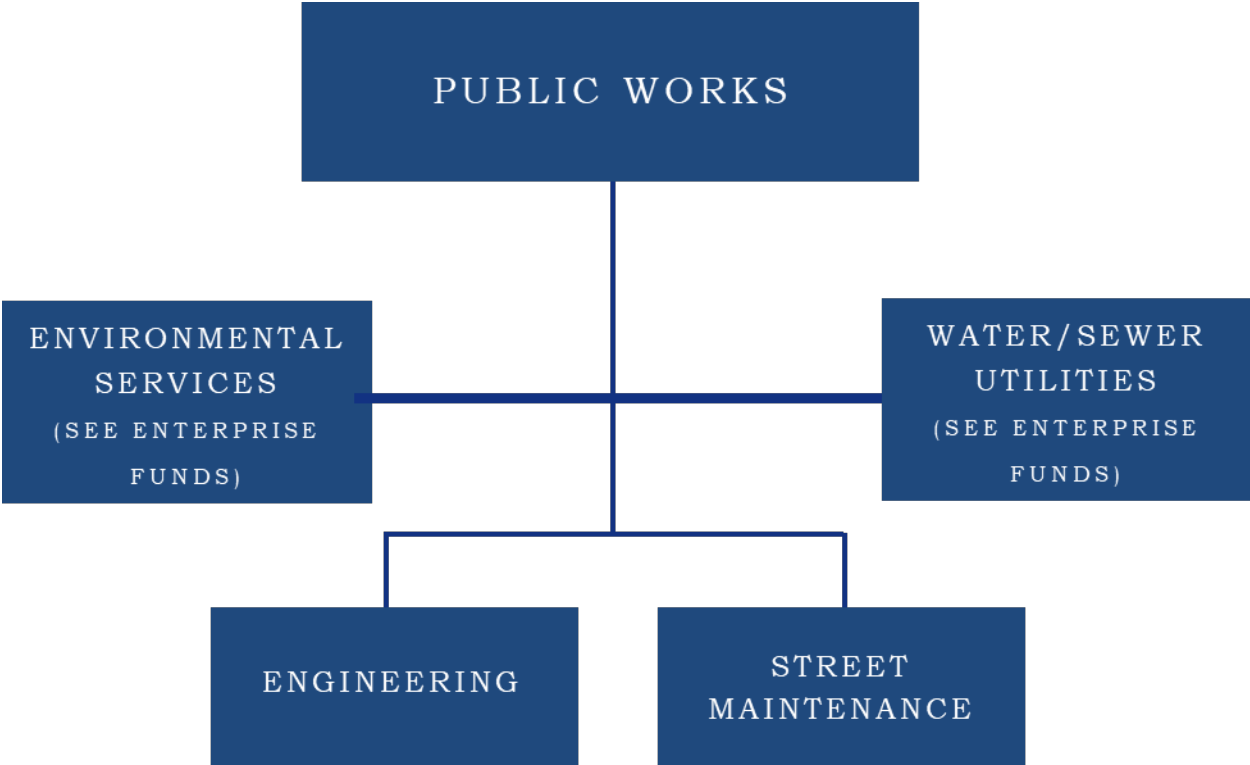 PUBLIC WORKS
ENVIRONMENTAL
SERVICES
(SEE ENTERPRISE
FUNDS)
WATER/SEWER
UTILITIES
(SEE ENTERPRISE
FUNDS)
ENGINEERING
STREET
MAINTENANCE